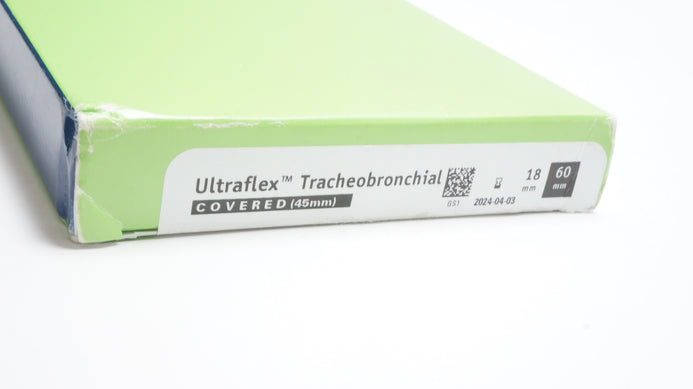 Ultraflex™ Tracheobronchial
COVERED (45mm)
GS1
2024-04-03
18
mm
60
mm